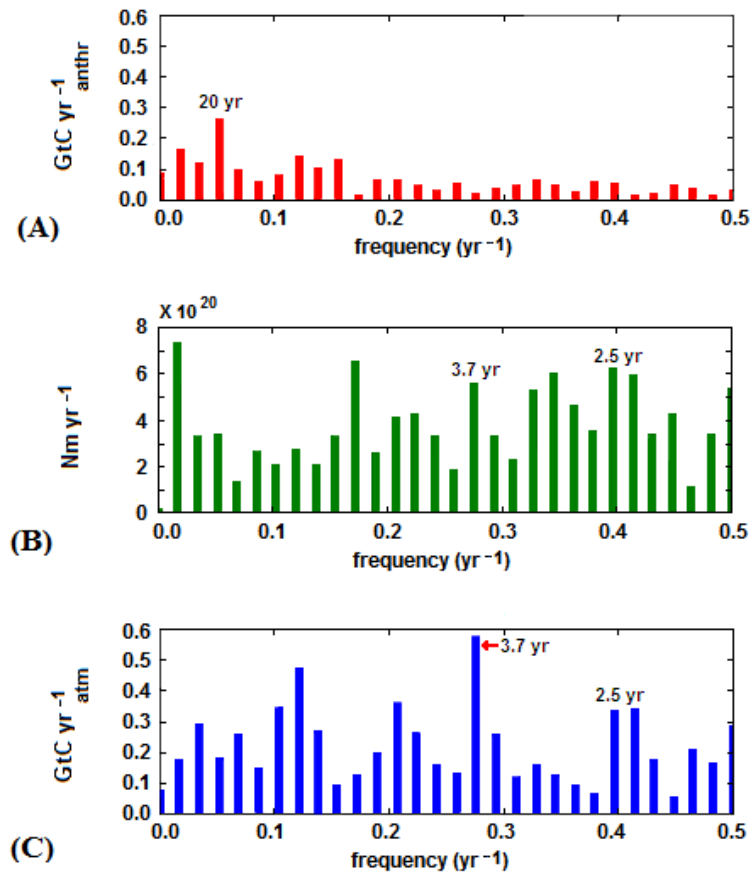 0.6
0.5
0.4
0.3
0.2
0.1
0.0
GtC yr⁻¹ anthr
20 yr
0.0 0.1 0.2 0.3 0.4 0.5
frequency (yr⁻¹)
(A)
X 10²⁰
8
6
4
2
0
Nm yr⁻¹
3.7 yr
2.5 yr
0.0 0.1 0.2 0.3 0.4 0.5
frequency (yr⁻¹)
(B)
0.6
0.5
0.4
0.3
0.2
0.1
0.0
GtC yr⁻¹ atm
3.7 yr
2.5 yr
0.0 0.1 0.2 0.3 0.4 0.5
frequency (yr⁻¹)
(C)